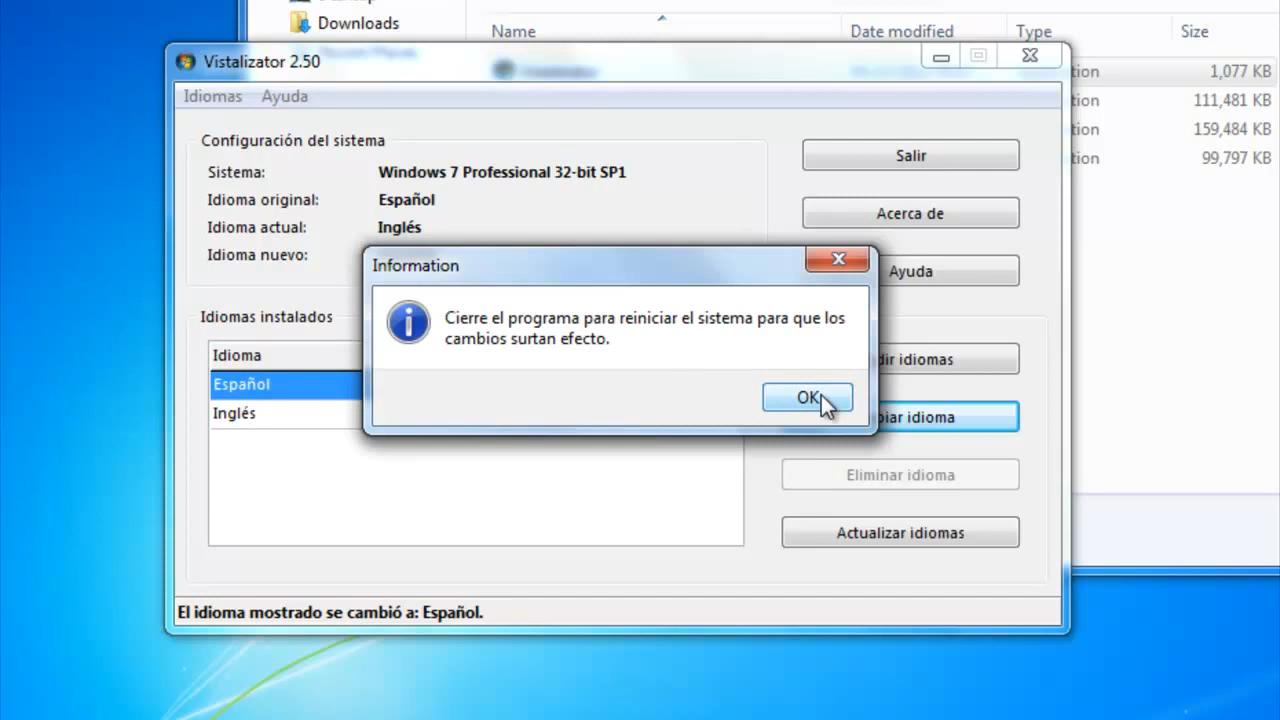 Downloads
Name
Date modified
Type
Size
Vistalizator 2.50
Idiomas
Ayuda
tion
1,077 KB
tion
111,481 KB
tion
159,484 KB
tion
99,797 KB
Configuración del sistema
Sistema:
Windows 7 Professional 32-bit SP1
Idioma original:
Español
Idioma actual:
Inglés
Idioma nuevo:
Salir
Acerca de
Ayuda
Information
Cierre el programa para reiniciar el sistema para que los
cambios surtan efecto.
OK
Idiomas instalados
Idioma
Español
Inglés
dir idiomas
biar idioma
Eliminar idioma
Actualizar idiomas
El idioma mostrado se cambió a: Español.